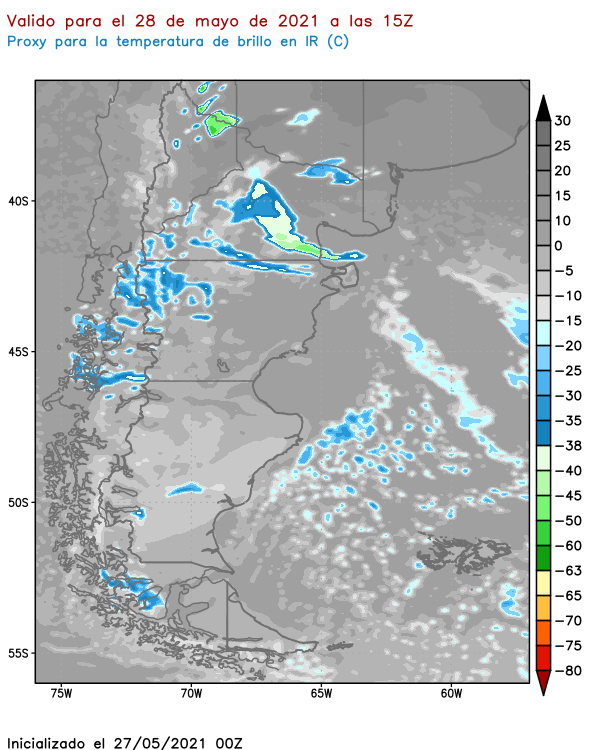 Valido para el 28 de mayo de 2021 a las 15Z
Proxy para la temperatura de brillo en IR (C)
30
25
20
15
10
0
−5
−10
−15
−20
−25
−30
−35
−38
−40
−45
−50
−60
−63
−65
−70
−75
−80
40S
45S
50S
55S
75W 70W 65W 60W
Inicializado el 27/05/2021 00Z